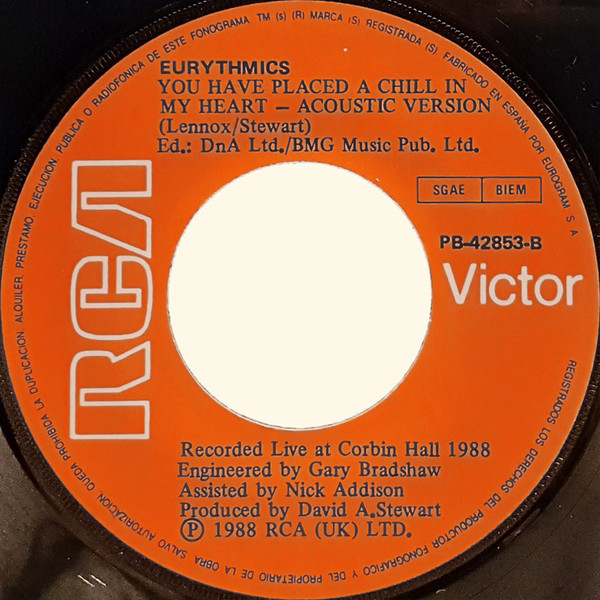 EURYTHMICS
YOU HAVE PLACED A CHILL IN
MY HEART — ACOUSTIC VERSION
(Lennox/Stewart)
Ed.: DnA Ltd./BMG Music Pub. Ltd.
SGAE BIEM
PB-42853-B
RCA
Victor
Recorded Live at Corbin Hall 1988
Engineered by Gary Bradshaw
Assisted by Nick Addison
Produced by David A.Stewart
Ⓟ 1988 RCA (UK) LTD.
TM (s) (R) MARCA (S) REGISTRADA (S) FABRICADO EN ESPAÑA POR EUROGRAM S A
REGISTRADOS LOS DERECHOS DEL PRODUCTOR FONOGRAFICO Y DEL PROPIETARIO DE LA OBRA. SALVO AUTORIZACION, QUEDA PROHIBIDA LA DUPLICACION, ALQUILER, PRESTAMO, EJECUCION, PUBLICA O RADIOFONICA DE ESTE FONOGRAMA